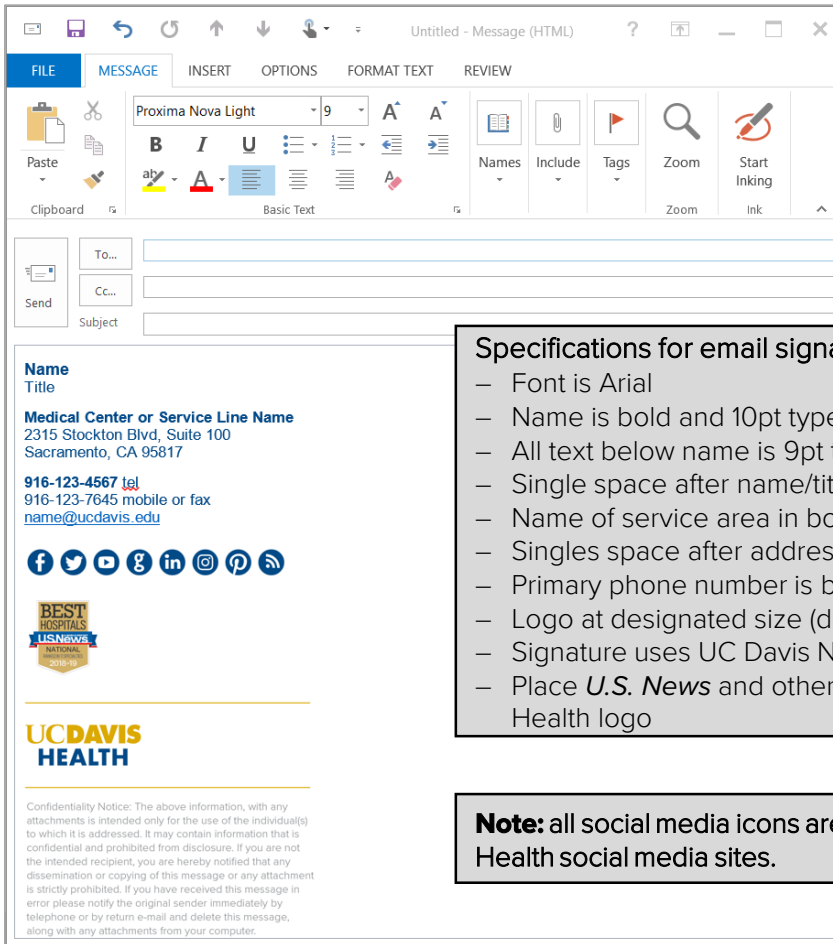 Untitled - Message (HTML)
FILE MESSAGE INSERT OPTIONS FORMAT TEXT REVIEW
Proxima Nova Light 9
Paste
Names Include Tags Zoom Start Inking
Clipboard Basic Text Zoom Ink
To...
Cc...
Send
Subject
Name
Title
Medical Center or Service Line Name
2315 Stockton Blvd, Suite 100
Sacramento, CA 95817
916-123-4567 tel
916-123-7645 mobile or fax
name@ucdavis.edu
BEST
HOSPITALS
U.S.News
NATIONAL
2018-19
UCDAVIS
HEALTH
Confidentiality Notice: The above information, with any
attachments is intended only for the use of the individual(s)
to which it is addressed. It may contain information that is
confidential and prohibited from disclosure. If you are not
the intended recipient, you are hereby notified that any
dissemination or copying of this message or any attachment
is strictly prohibited. If you have received this message in
error please notify the original sender immediately by
telephone or by return e-mail and delete this message,
along with any attachments from your computer.
Specifications for email signa
– Font is Arial
– Name is bold and 10pt type
– All text below name is 9pt
– Single space after name/tit
– Name of service area in bo
– Singles space after addres
– Primary phone number is b
– Logo at designated size (d
– Signature uses UC Davis N
– Place U.S. News and other
Health logo
Note: all social media icons are
Health social media sites.